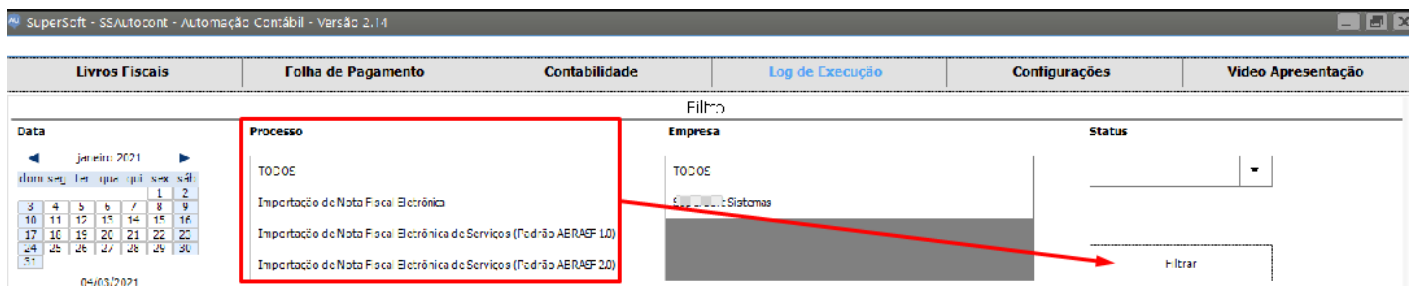 SuperSoft - SSAutocont - Automação Contábil - Versão 2.14
Livros Fiscais Folha de Pagamento Contabilidade Log de Execução Configurações Video Apresentação
Filtro
Data Processo Empresa Status
janeiro 2021
dom seg ter qua qui sex sáb
1 2
3 4 5 6 7 8 9
10 11 12 13 14 15 16
17 18 19 20 21 22 23
24 25 26 27 28 29 30
31
04/03/2021
TODOS
Importação de Nota Fiscal Eletrônica
Importação de Nota Fiscal Eletrônica de Serviços (Padrão ABRASF 1.0)
Importação de Nota Fiscal Eletrônica de Serviços (Padrão ABRASF 2.0)
TODOS
Sistemas
Filtrar